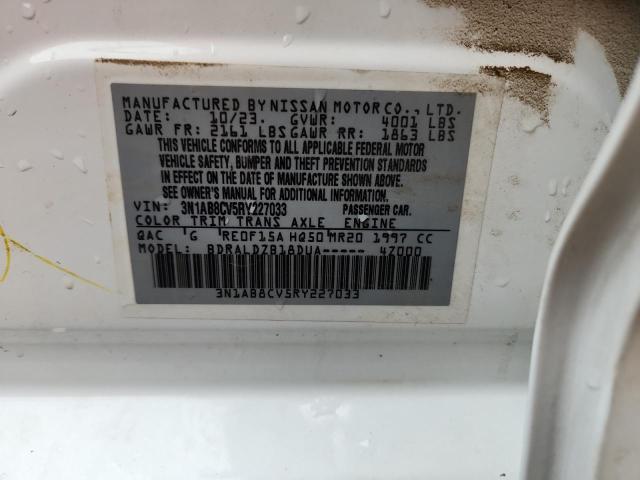 MANUFACTURED BY NISSAN MOTOR CO., LTD.
DATE: 10/23. GVWR: 4001 LBS
GAWR FR: 2161 LBS GAWR RR: 1863 LBS
THIS VEHICLE CONFORMS TO ALL APPLICABLE FEDERAL MOTOR
VEHICLE SAFETY, BUMPER AND THEFT PREVENTION STANDARDS
IN EFFECT ON THE DATE OF MANUFACTURE SHOWN ABOVE.
SEE OWNER'S MANUAL FOR ADDITIONAL INFORMATION.
VIN: 3N1AB8CV5RY227033 PASSENGER CAR.
COLOR TRIM TRANS AXLE ENGINE
QAC 'G 'RE0F15A HQ50'MR20 1997 CC
MODEL: BDRALDZB18DUA----- 4Z000
3N1AB8CV5RY227033